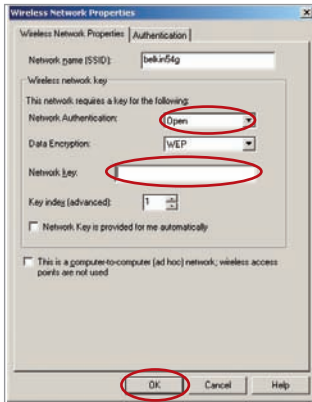 Wireless Network Properties
Wireless Network Properties Authentication
Network name (SSID): belkin54g
Wireless network key
This network requires a key for the following:
Network Authentication: Open
Data Encryption: WEP
Network key:
Key index (advanced): 1
Network Key is provided for me automatically
This is a computer-to-computer (ad hoc) network; wireless access
points are not used
OK Cancel Help